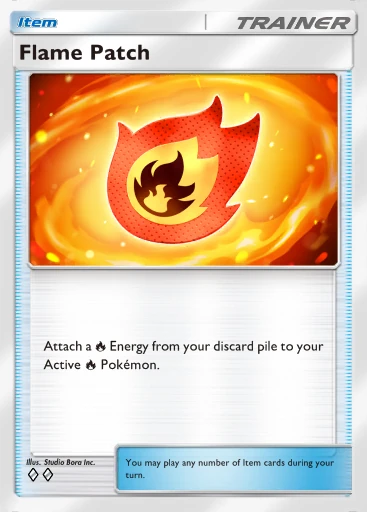 Item
TRAINER
Flame Patch
Attach a Energy from your discard pile to your
Active Pokémon.
Illus. Studio Bora Inc.
You may play any number of Item cards during your
turn.